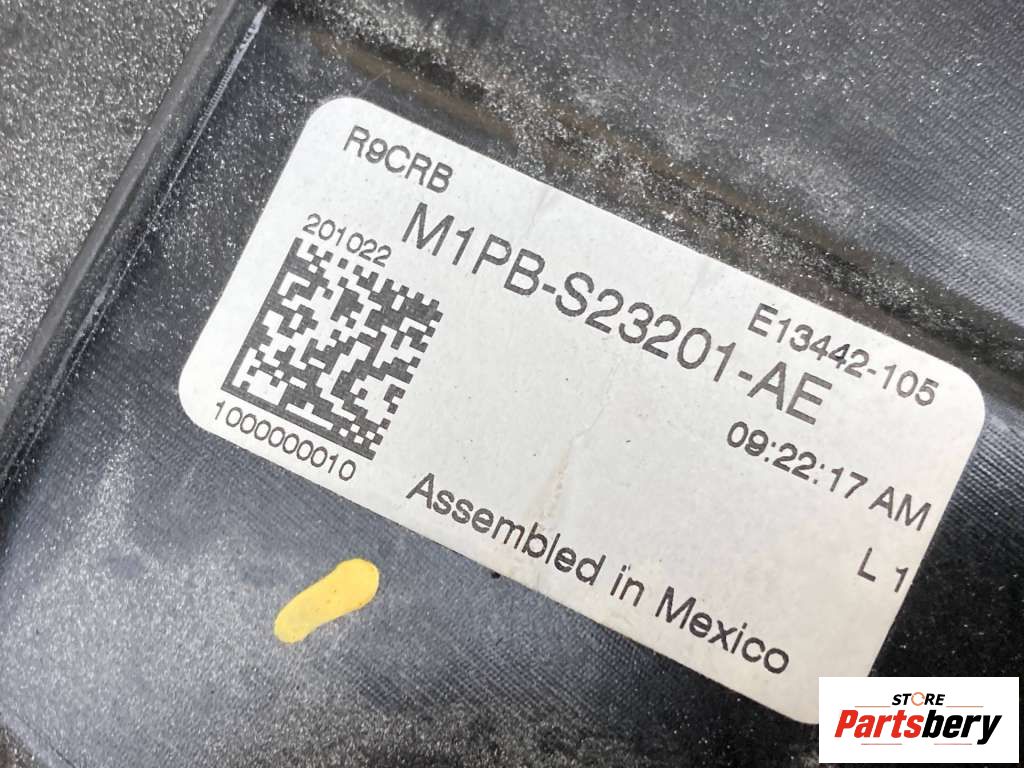 R9CRB
M1PB-S23201-AE
E13442-105
201022
09:22:17 AM
1000000010
L 1
Assembled in Mexico
STORE
Partsbery